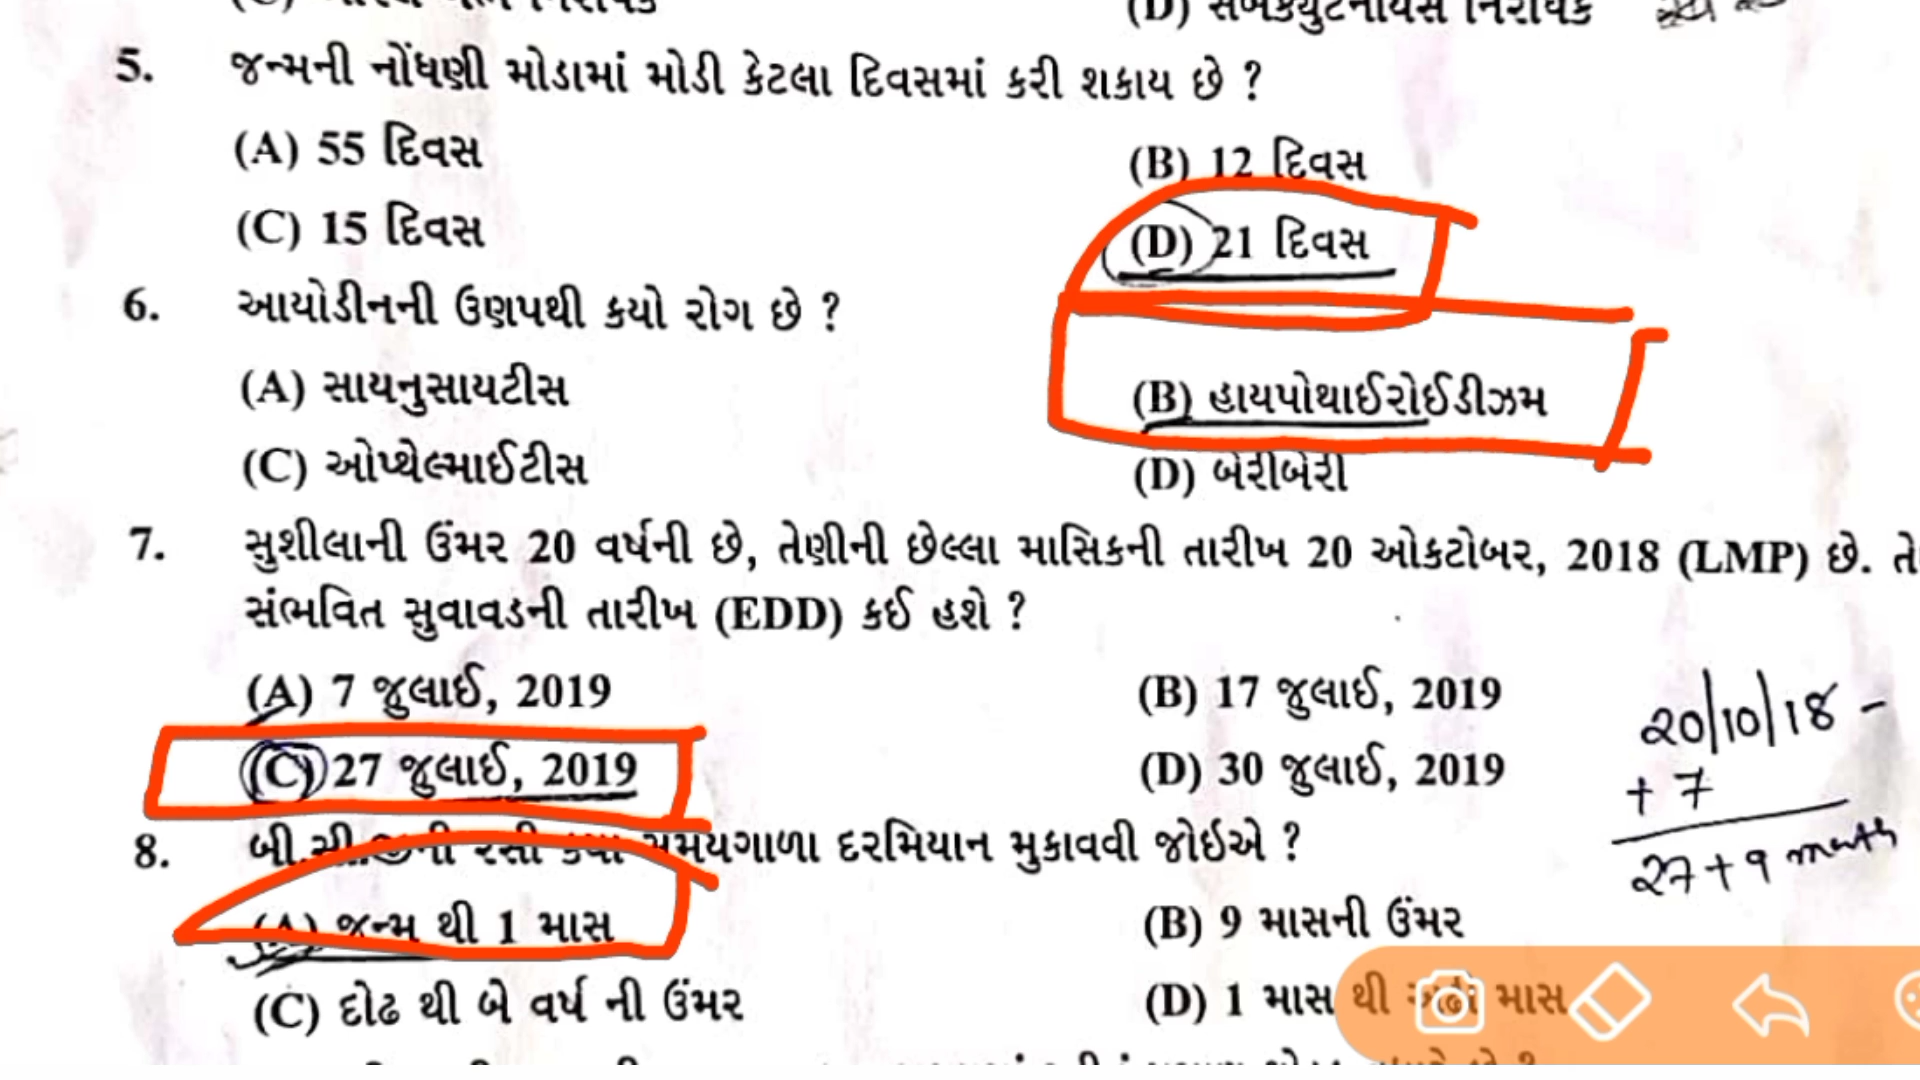 5. જન્મની નોંધણી મોડામાં મોડી કેટલા દિવસમાં કરી શકાય છે ?
(A) 55 દિવસ (B) 12 દિવસ
(C) 15 દિવસ (D) 21 દિવસ
6. આયોડીનની ઉણપથી કયો રોગ છે ?
(A) સાયનુસાયટીસ (B) હાયપોથાઈરોઈડીઝમ
(C) ઓપ્થેલ્માઈટીસ (D) બેરીબેરી
7. સુશીલાની ઉંમર 20 વર્ષની છે, તેણીની છેલ્લા માસિકની તારીખ 20 ઓક્ટોબર, 2018 (LMP) છે. તે
સંભવિત સુવાવડની તારીખ (EDD) કઈ હશે ?
(A) 7 જુલાઈ, 2019 (B) 17 જુલાઈ, 2019
(C) 27 જુલાઈ, 2019 (D) 30 જુલાઈ, 2019
20/10/18 -
+ 7
27 + 9
8. બી.સી.જીની રસી કયા સમયગાળા દરમિયાન મુકાવવી જોઇએ ?
(A) જન્મ થી 1 માસ (B) 9 માસની ઉંમર
(C) દોઢ થી બે વર્ષ ની ઉંમર (D) 1 માસ થી અઢી માસ